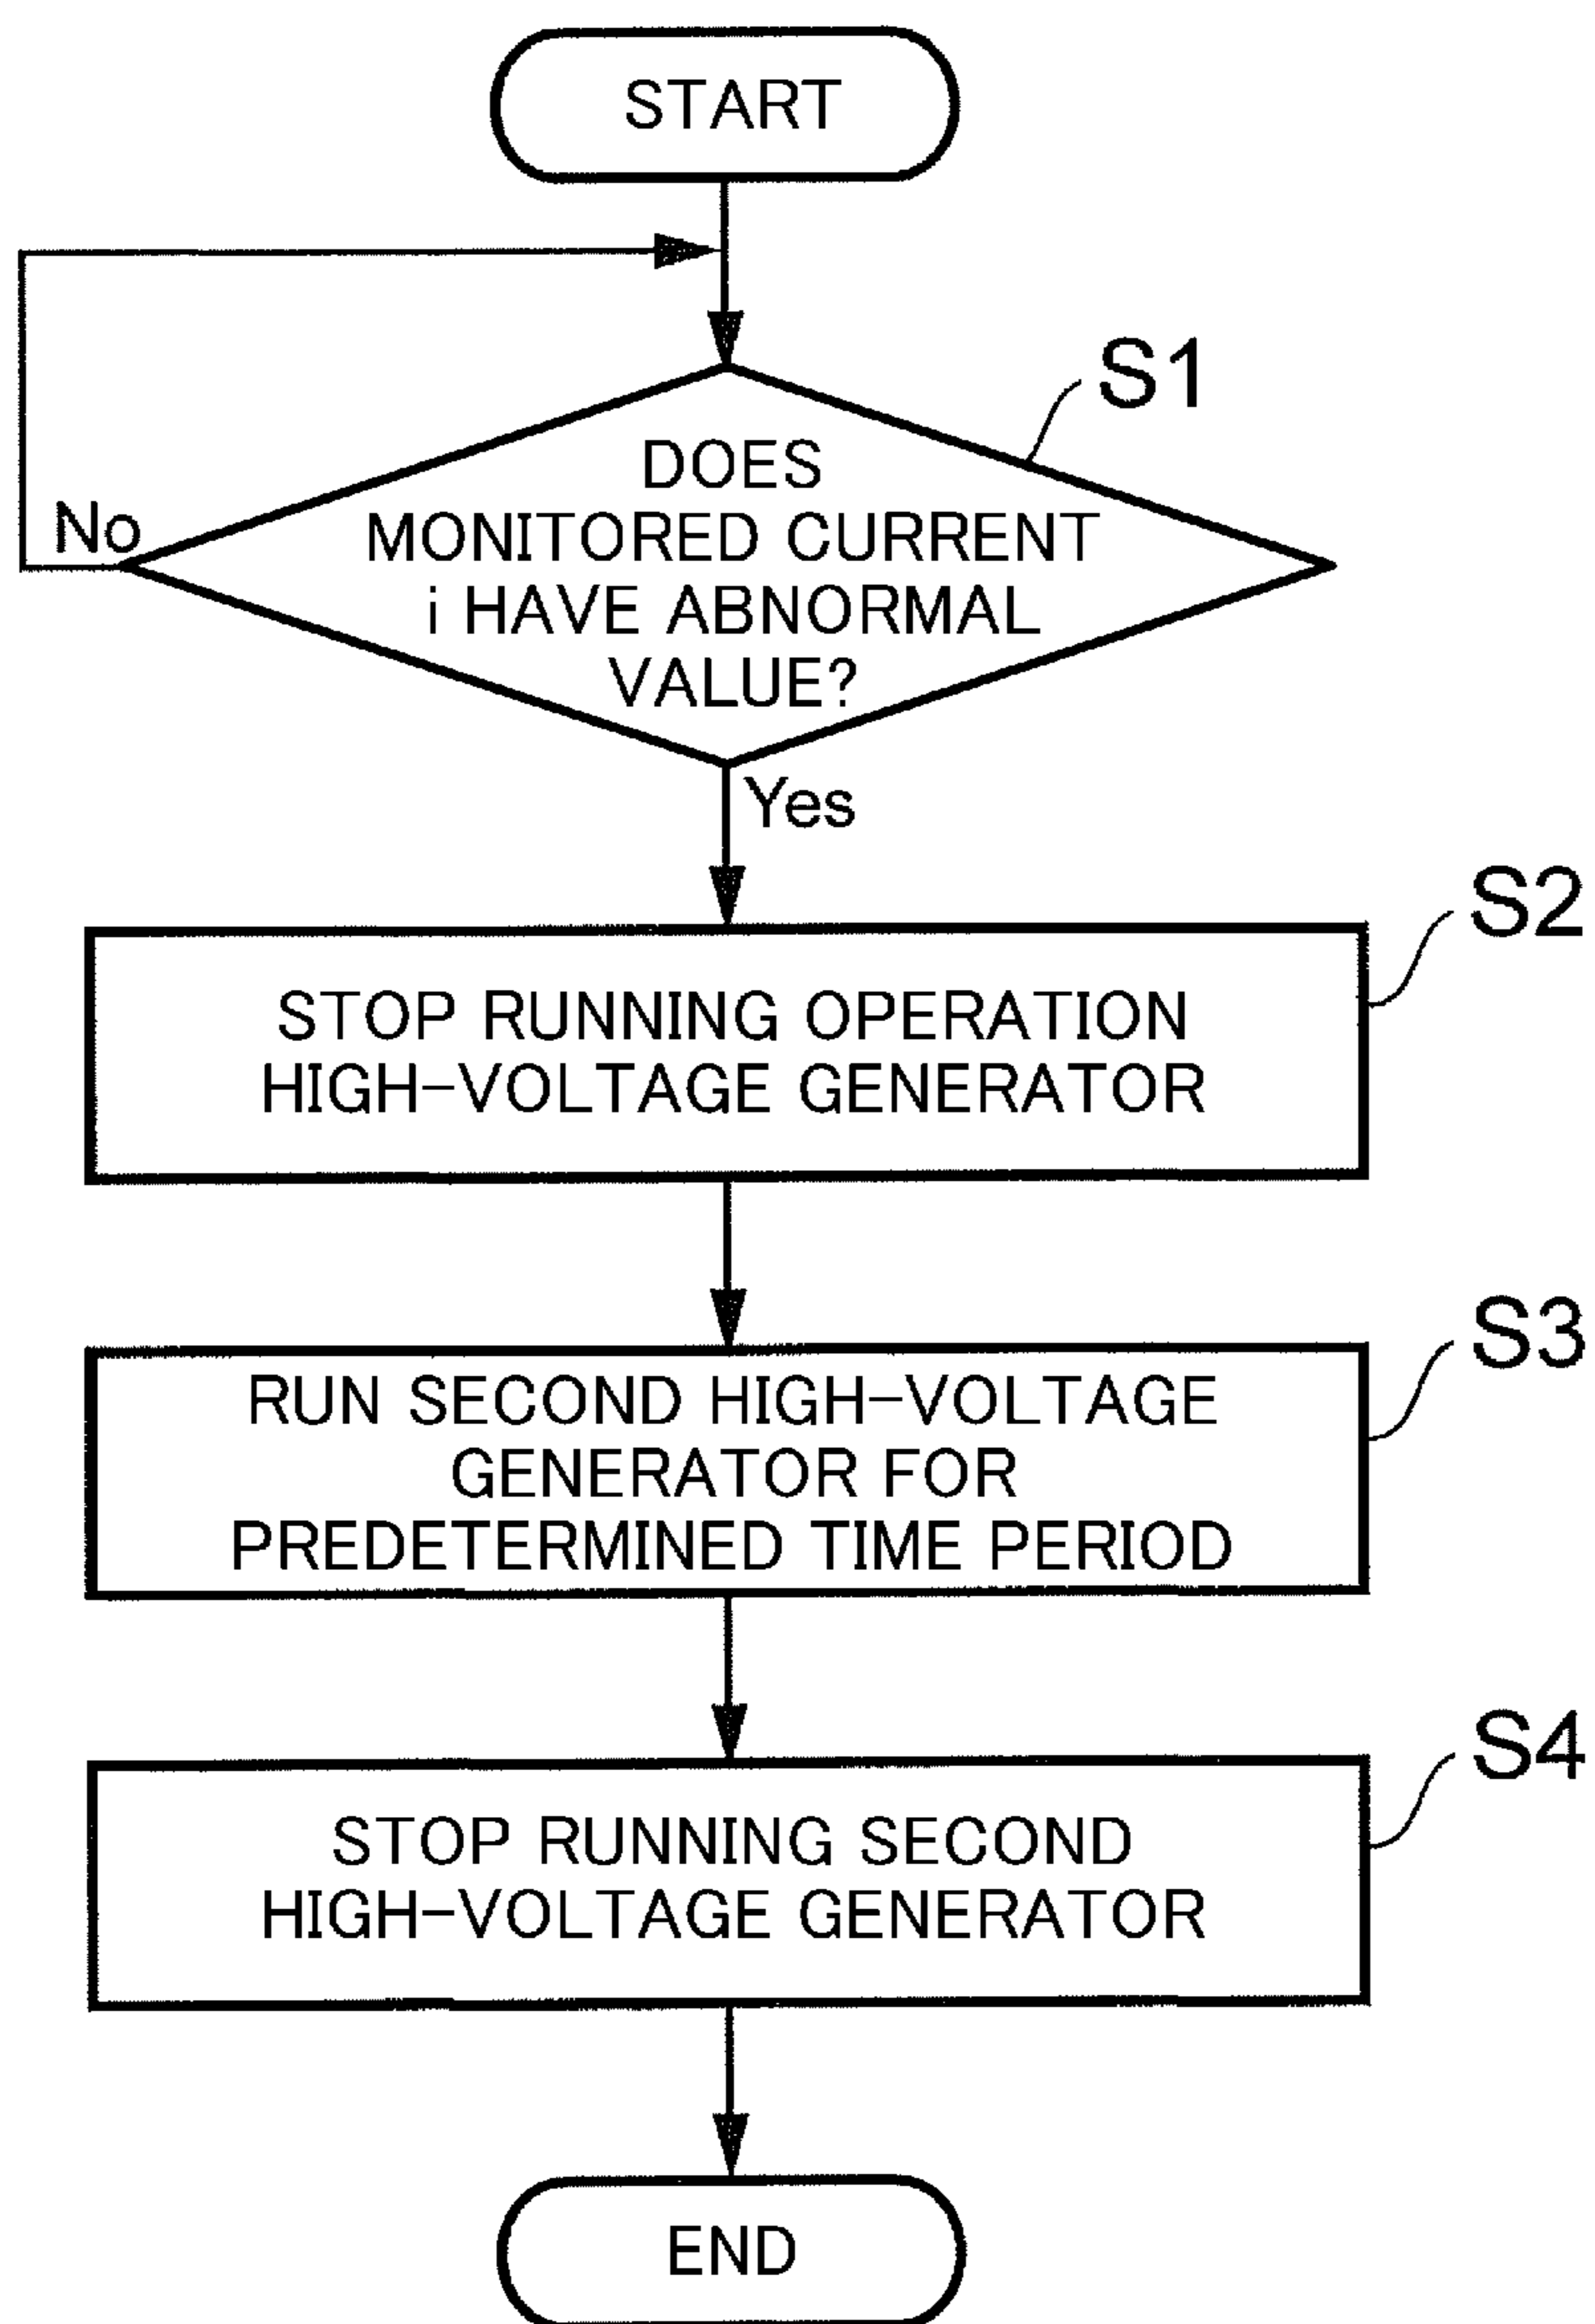 START
S1
DOES
MONITORED CURRENT
i HAVE ABNORMAL
VALUE?
No
Yes
S2
STOP RUNNING OPERATION
HIGH-VOLTAGE GENERATOR
S3
RUN SECOND HIGH-VOLTAGE
GENERATOR FOR
PREDETERMINED TIME PERIOD
S4
STOP RUNNING SECOND
HIGH-VOLTAGE GENERATOR
END